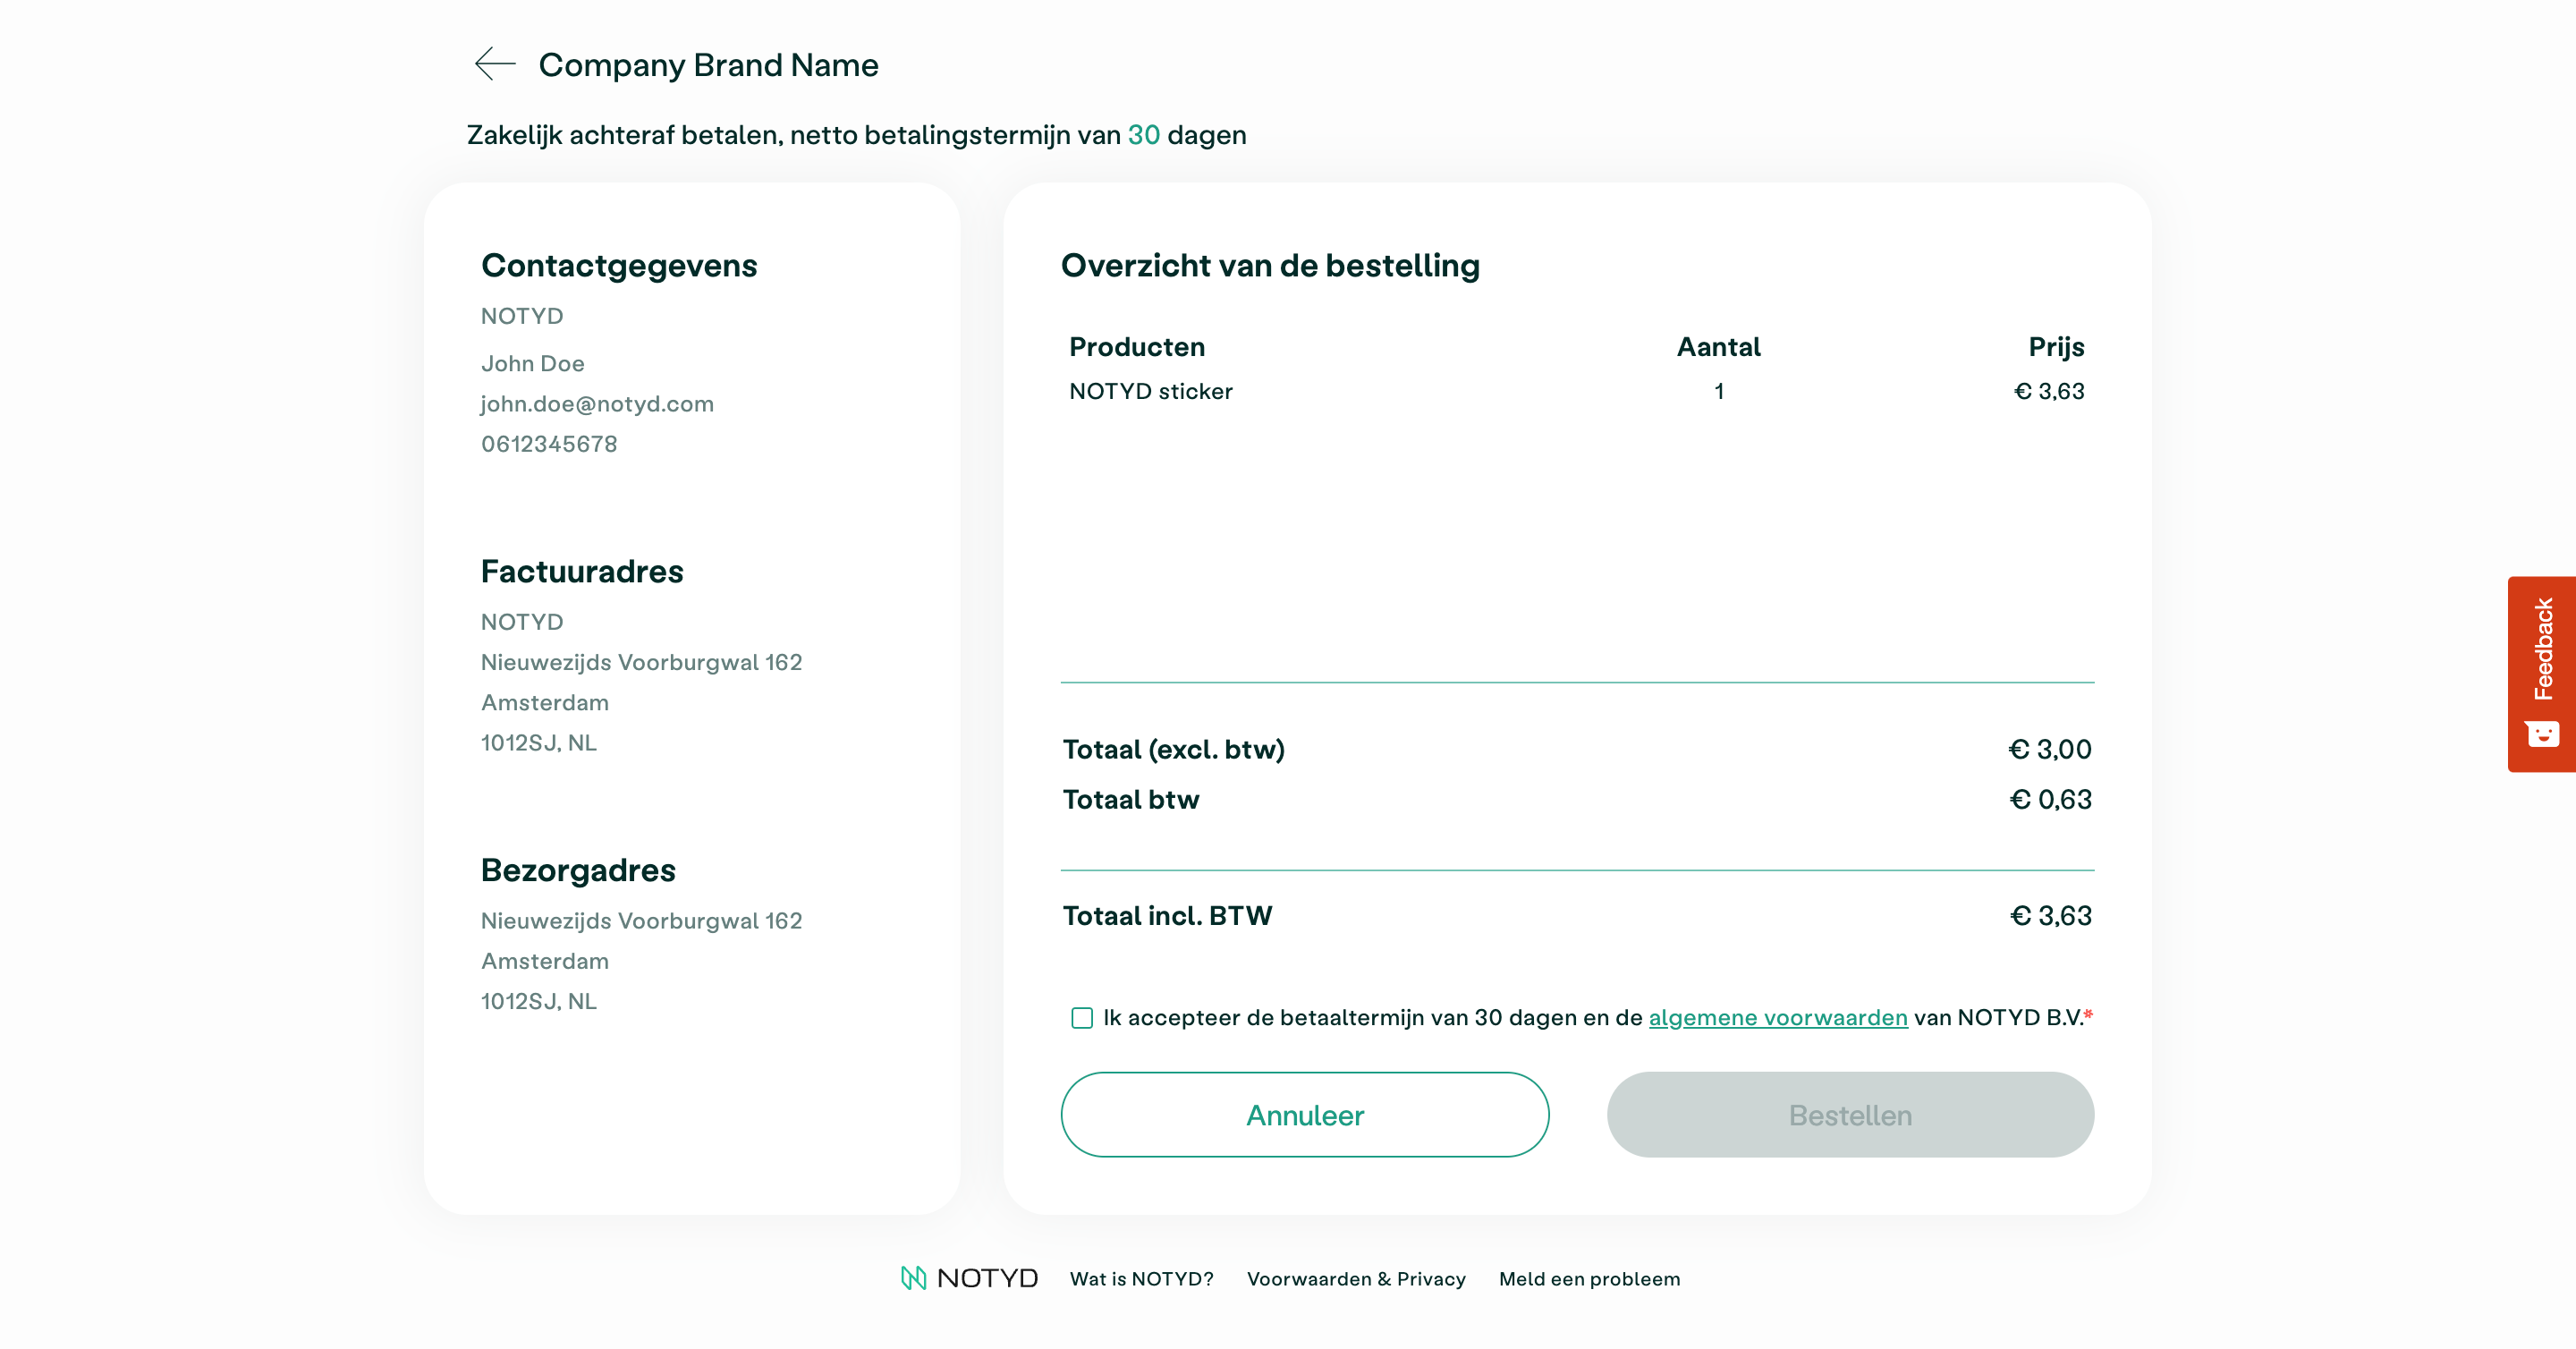 Company Brand Name
Zakelijk achteraf betalen, netto betalingstermijn van 30 dagen
Contactgegevens
NOTYD
John Doe
john.doe@notyd.com
0612345678
Factuuradres
NOTYD
Nieuwezijds Voorburgwal 162
Amsterdam
1012SJ, NL
Bezorgadres
Nieuwezijds Voorburgwal 162
Amsterdam
1012SJ, NL
Overzicht van de bestelling
Producten Aantal Prijs
NOTYD sticker 1 € 3,63
Totaal (excl. btw) € 3,00
Totaal btw € 0,63
Totaal incl. BTW € 3,63
Ik accepteer de betaaltermijn van 30 dagen en de algemene voorwaarden van NOTYD B.V.*
Annuleer Bestellen
Feedback
NOTYD Wat is NOTYD? Voorwaarden & Privacy Meld een probleem